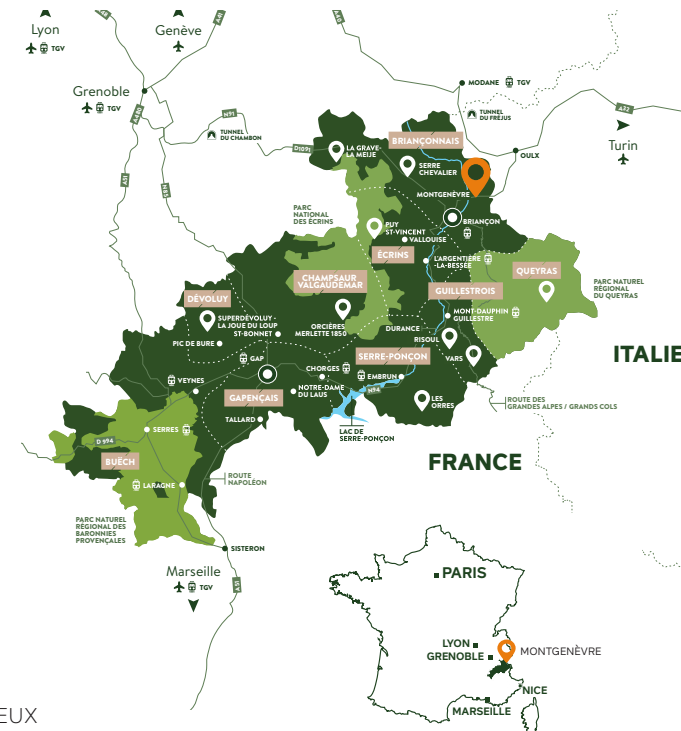 Lyon
TGV
Genève
Grenoble
TGV
A41
A480
A51
N85
N91
TUNNEL
DU CHAMBON
D1091
MODANE
TGV
TUNNEL
DU FRÉJUS
A32
OULX
Turin
BRIANÇONNAIS
LA GRAVE-
LA MEIJE
SERRE
CHEVALIER
MONTGENÈVRE
BRIANÇON
PARC
NATIONAL
DES ÉCRINS
PUY
ST-VINCENT
VALLOUISE
ÉCRINS
L'ARGENTIÈRE
-LA-BESSÉE
QUEYRAS
PARC NATUREL
RÉGIONAL
DU QUEYRAS
CHAMPSAUR
VALGAUDEMAR
GUILLESTROIS
DÉVOLUY
SUPERDÉVOLUY -
LA JOUE DU LOUP
ST-BONNET
ORCIÈRES
MERLETTE 1850
MONT-DAUPHIN
GUILLESTRE
DURANCE
RISOUL
PIC DE BURE
ITALIE
GAP
SERRE-PONÇON
VARS
CHORGES
EMBRUN
VEYNES
NOTRE-DAME
DU LAUS
N94
GAPENÇAIS
LES
ORRES
ROUTE DES
GRANDES ALPES / GRANDS COLS
TALLARD
SERRES
LAC DE
SERRE-PONÇON
D 994
BUËCH
FRANCE
ROUTE
NAPOLÉON
LARAGNE
PARC NATUREL
RÉGIONAL DES
BARONNIES
PROVENÇALES
SISTERON
Marseille
TGV
A51
PARIS
LYON
GRENOBLE
MONTGENÈVRE
NICE
MARSEILLE
EUX